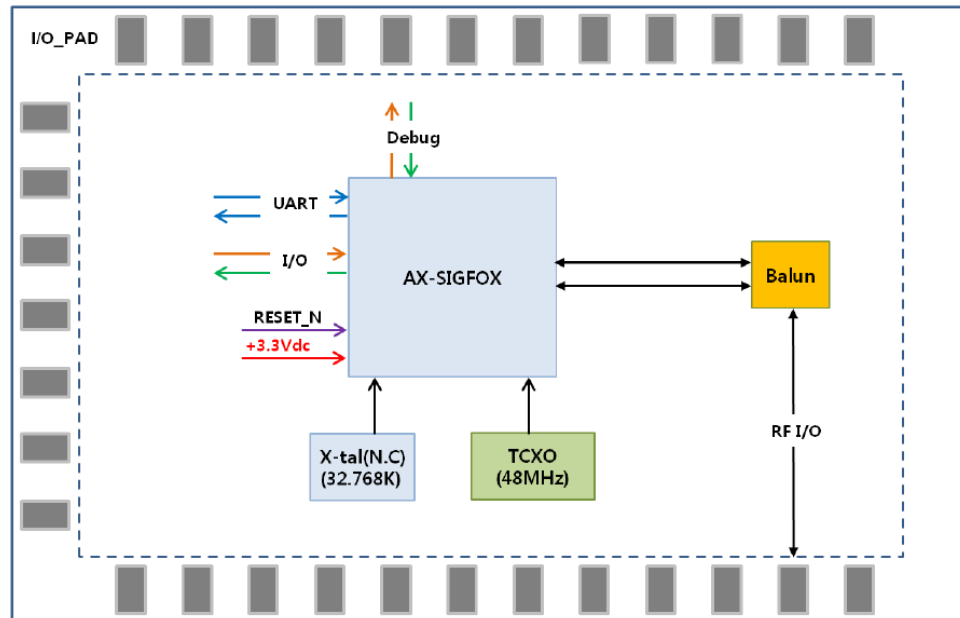 I/O_PAD
Debug
UART
I/O
AX-SIGFOX
Balun
RESET_N
+3.3Vdc
RF I/O
X-tal(N.C)
(32.768K)
TCXO
(48MHz)